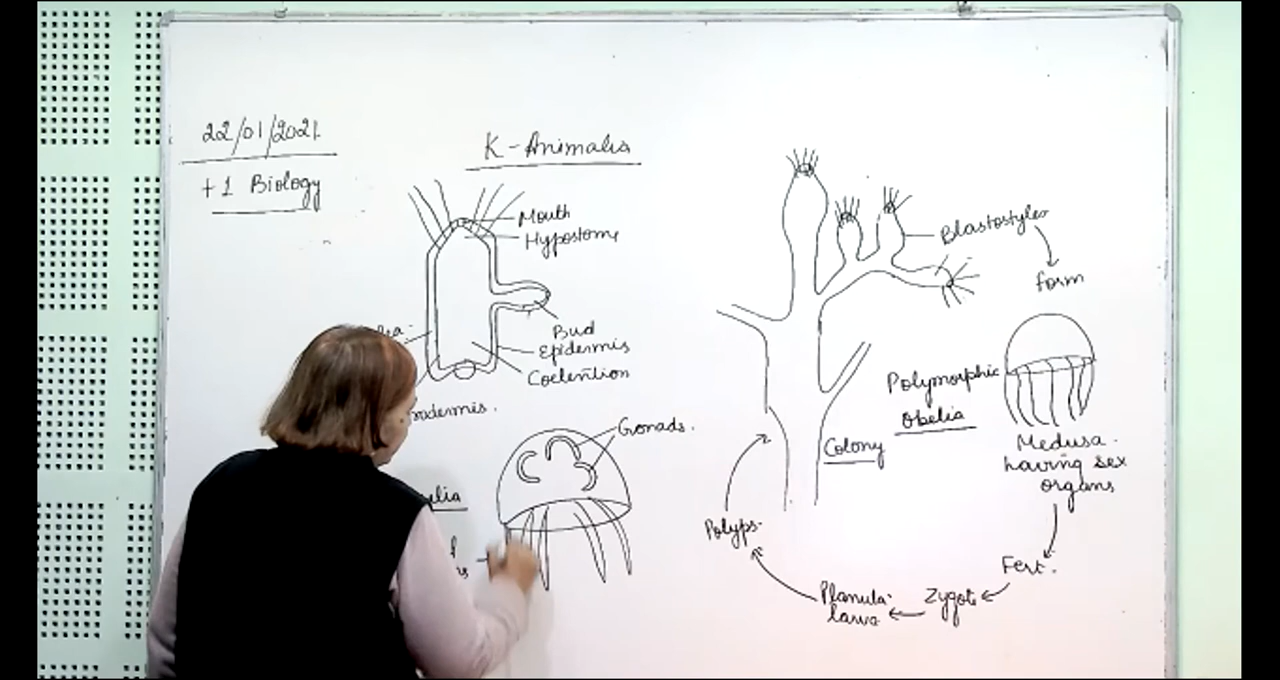 22/01/2021.
+1 Biology
K-Animalia
Mouth
Hypostome
Bud
Epidermis
Coelention
Gonads.
Blastostyles
form
Polymorphic
Obelia
Colony
Medusa.
having sex
organs
Fert.
Zygote
Planula.
larva
Polyps.